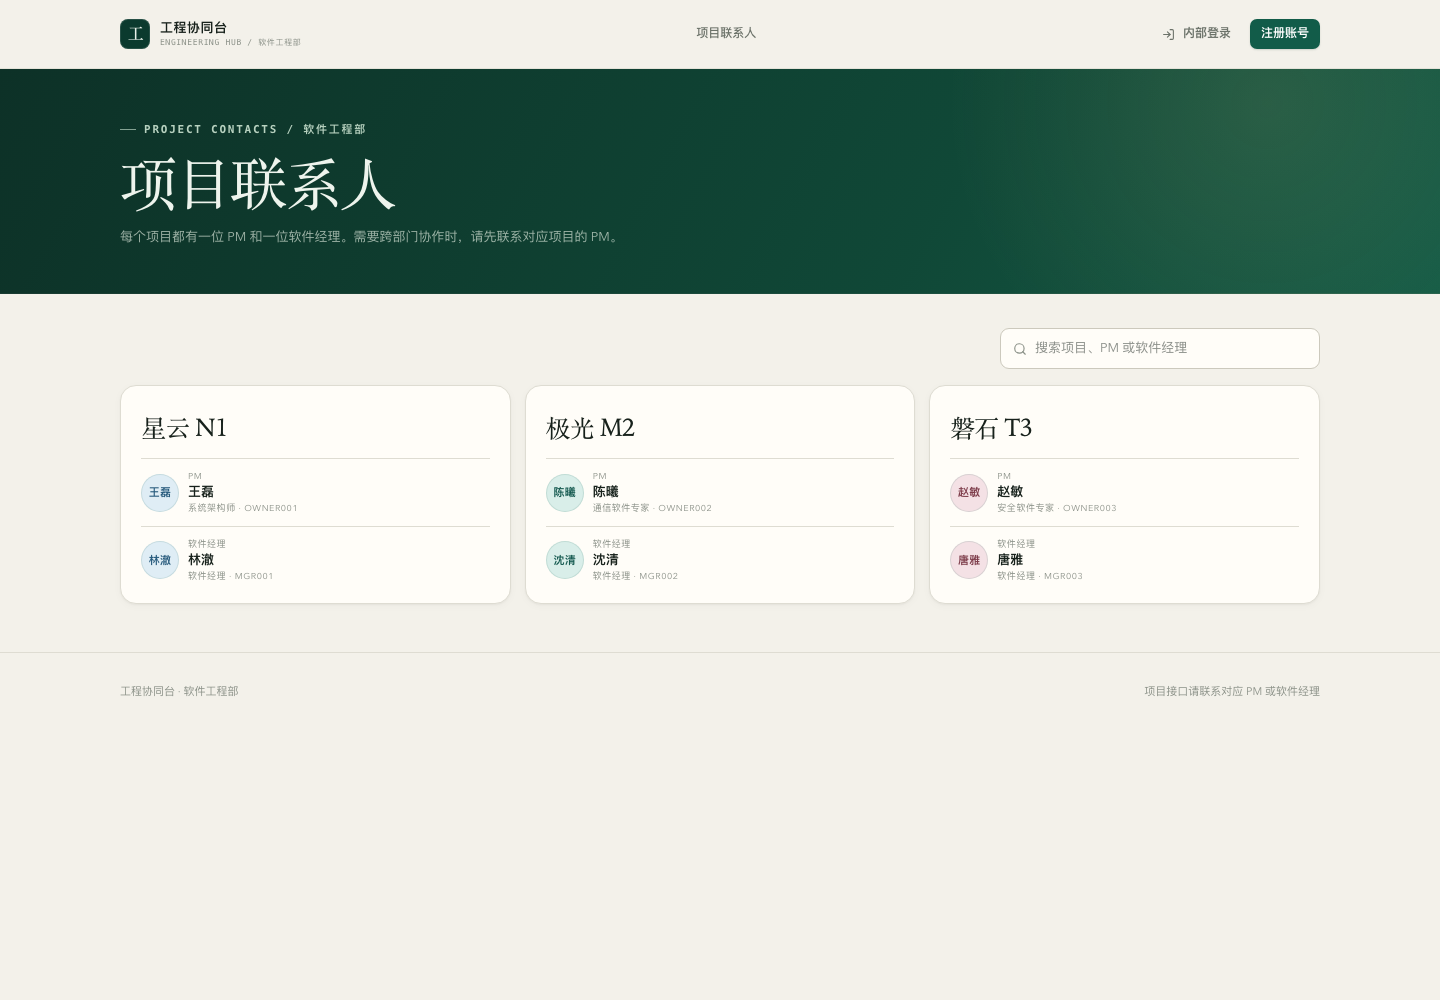 工
工程协同台
ENGINEERING HUB / 软件工程部
项目联系人
内部登录
注册账号
PROJECT CONTACTS / 软件工程部
项目联系人
每个项目都有一位 PM 和一位软件经理。需要跨部门协作时，请先联系对应项目的 PM。
搜索项目、PM 或软件经理
星云 N1
PM
王磊
王磊
系统架构师 · OWNER001
软件经理
林澈
林澈
软件经理 · MGR001
极光 M2
PM
陈曦
陈曦
通信软件专家 · OWNER002
软件经理
沈清
沈清
软件经理 · MGR002
磐石 T3
PM
赵敏
赵敏
安全软件专家 · OWNER003
软件经理
唐雅
唐雅
软件经理 · MGR003
工程协同台 · 软件工程部
项目接口请联系对应 PM 或软件经理